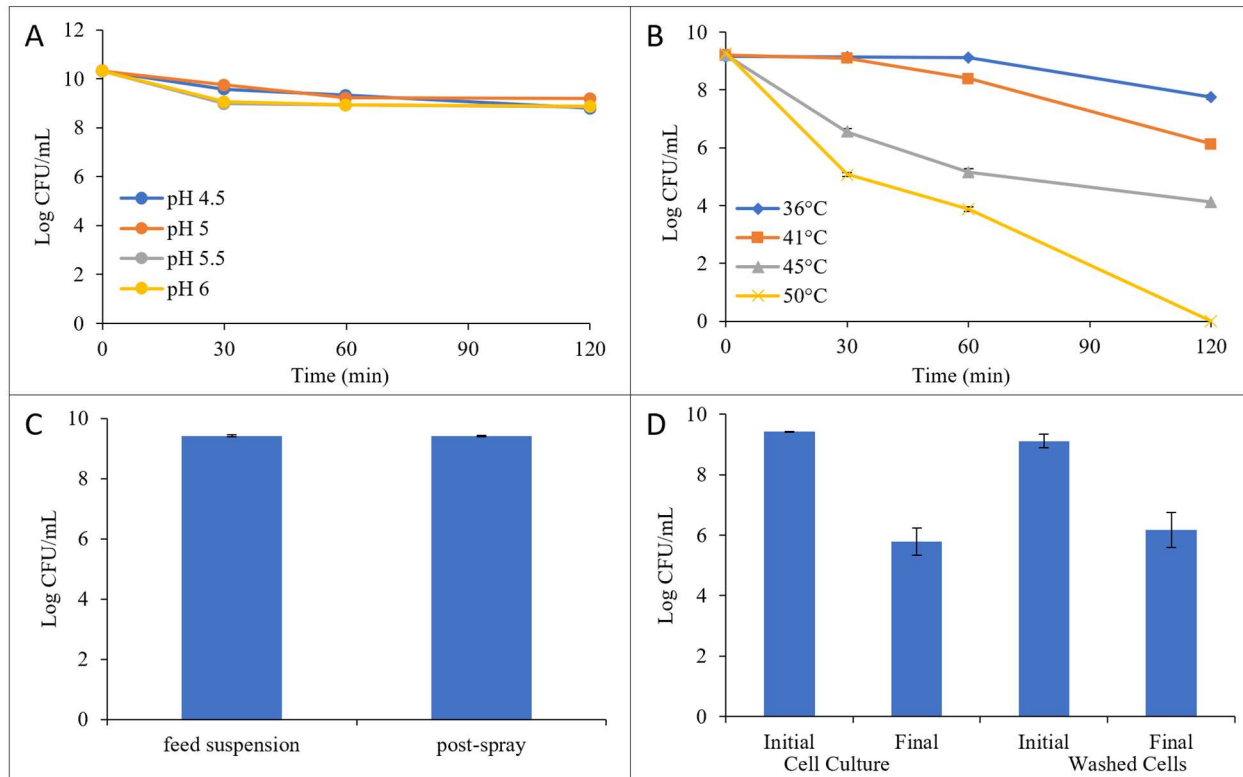 A
12
10
8
6
4
2
0
Log CFU/mL
pH 4.5
pH 5
pH 5.5
pH 6
0 30 60 90 120
Time (min)
B
10
8
6
4
2
0
Log CFU/mL
36°C
41°C
45°C
50°C
0 30 60 90 120
Time (min)
C
10
8
6
4
2
0
Log CFU/mL
feed suspension post-spray
D
10
8
6
4
2
0
Log CFU/mL
Initial Final Initial Final
Cell Culture Washed Cells